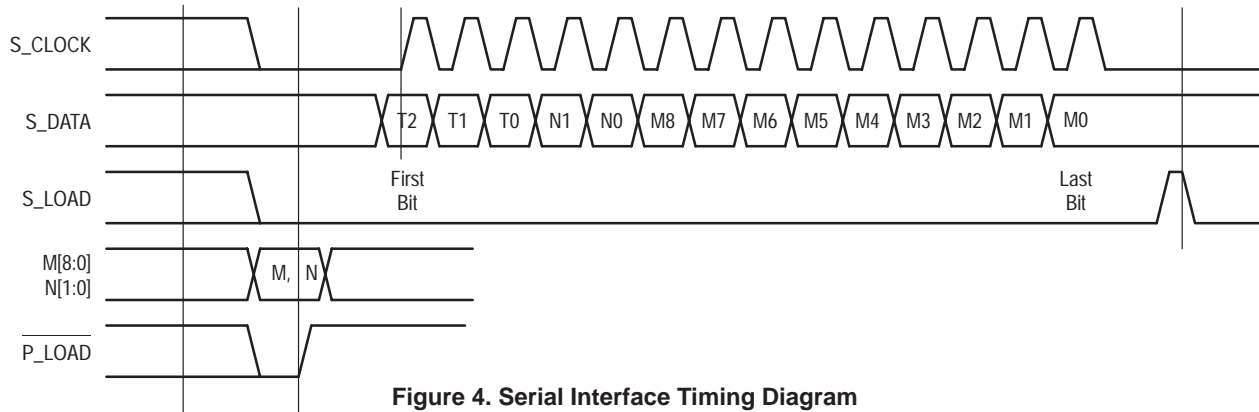 S_CLOCK
S_DATA
T2 T1 T0 N1 N0 M8 M7 M6 M5 M4 M3 M2 M1 M0
First
Bit
Last
Bit
S_LOAD
M[8:0]
N[1:0]
M, N
P_LOAD
Figure 4. Serial Interface Timing Diagram